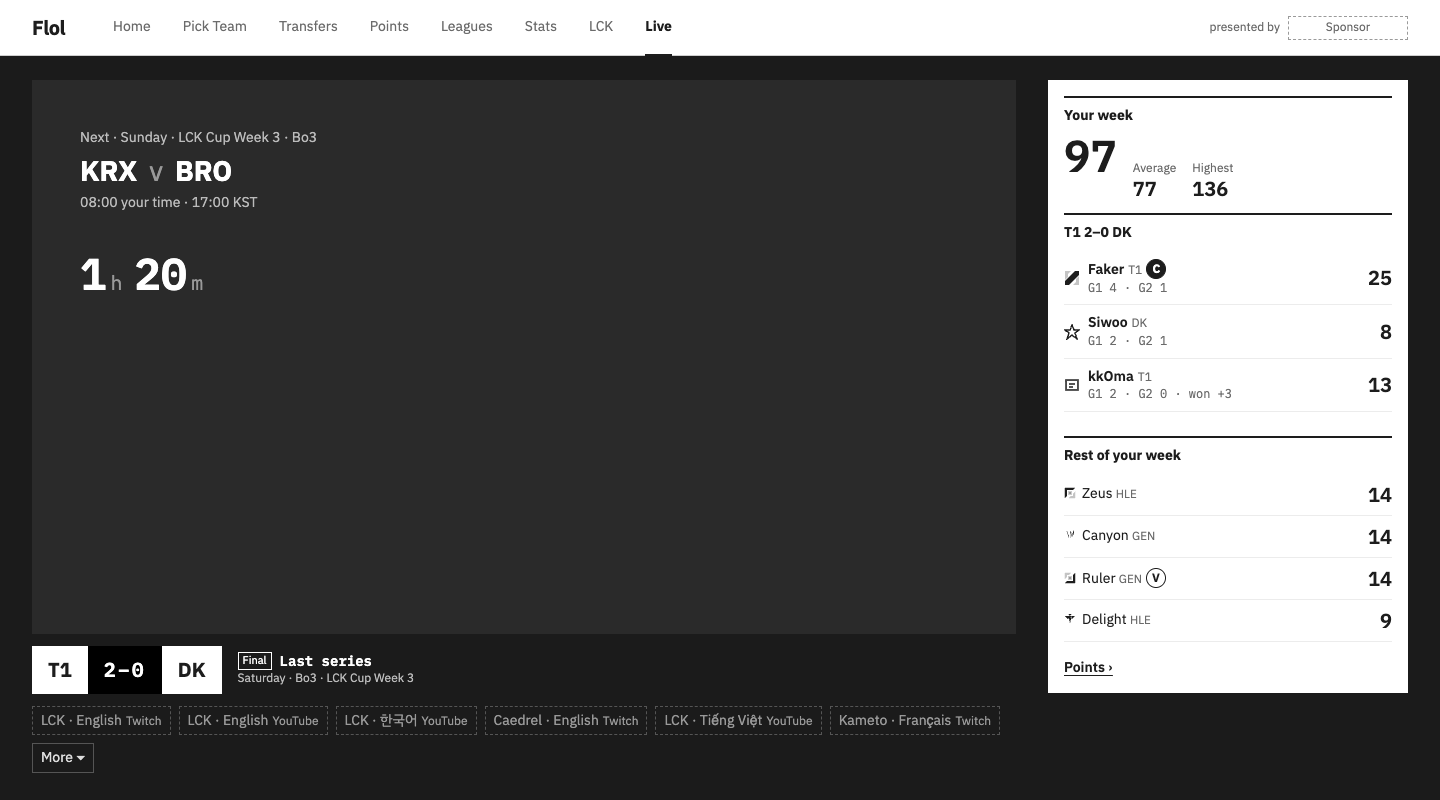 Flol Home Pick Team Transfers Points Leagues Stats LCK Live presented by Sponsor
Next · Sunday · LCK Cup Week 3 · Bo3
KRX v BRO
08:00 your time · 17:00 KST
1 h 20 m
T1 2–0 DK
Final Last series
Saturday · Bo3 · LCK Cup Week 3
LCK · English Twitch LCK · English YouTube LCK · 한국어 YouTube Caedrel · English Twitch LCK · Tiếng Việt YouTube Kameto · Français Twitch
More
Your week
97 Average 77 Highest 136
T1 2–0 DK
Faker T1 C 25
G1 4 · G2 1
Siwoo DK 8
G1 2 · G2 1
kkOma T1 13
G1 2 · G2 0 · won +3
Rest of your week
Zeus HLE 14
Canyon GEN 14
Ruler GEN V 14
Delight HLE 9
Points ›